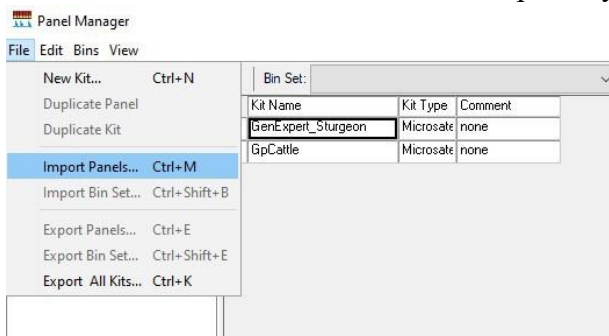 Panel Manager
File Edit Bins View
New Kit... Ctrl+N
Duplicate Panel
Duplicate Kit
Import Panels... Ctrl+M
Import Bin Set... Ctrl+Shift+B
Export Panels... Ctrl+E
Export Bin Set... Ctrl+Shift+E
Export All Kits... Ctrl+K
Bin Set:
Kit Name Kit Type Comment
GenExpert_Sturgeon Microsate none
GpCattle Microsate none